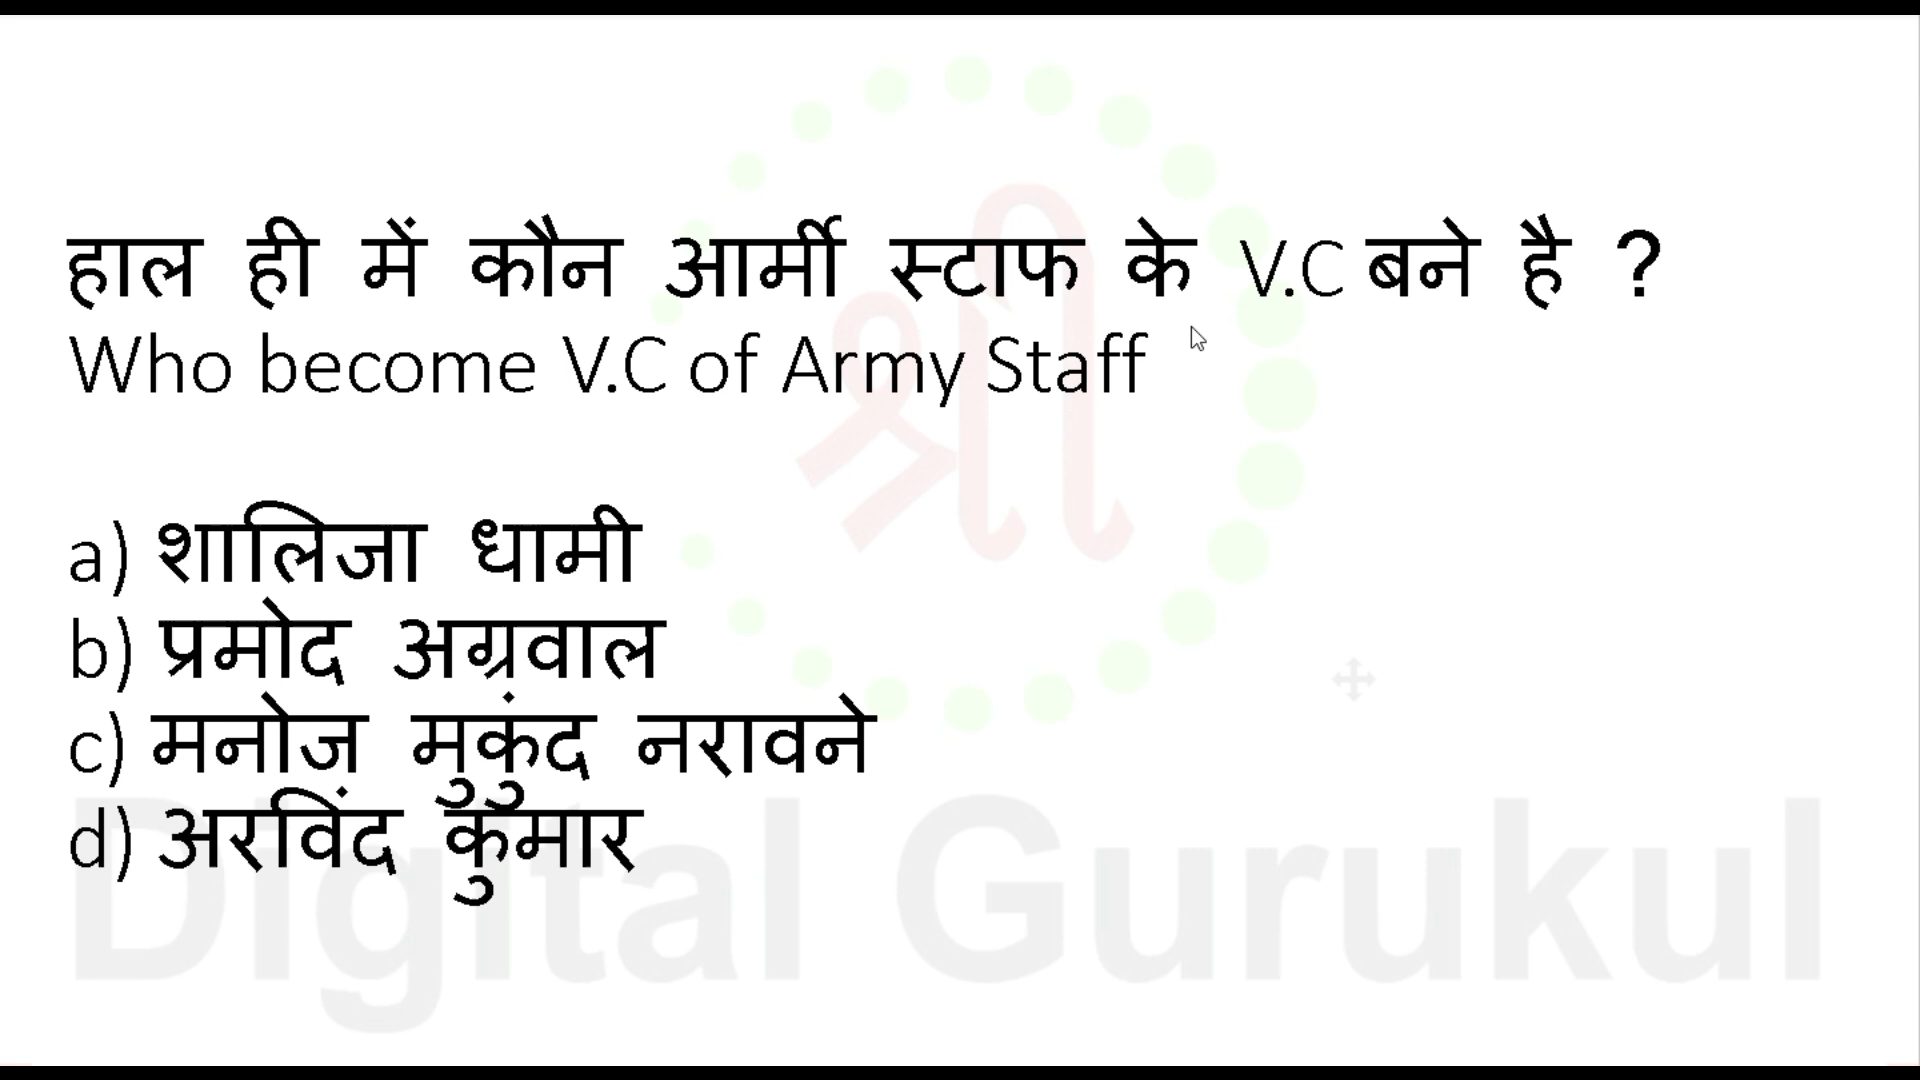 हाल ही में कौन आर्मी स्टाफ के V.C बने है ?
Who become V.C of Army Staff
a) शालिजा धामी
b) प्रमोद अग्रवाल
c) मनोज मुकुंद नरावने
d) अरविंद कुमार
श्री
Digital Gurukul